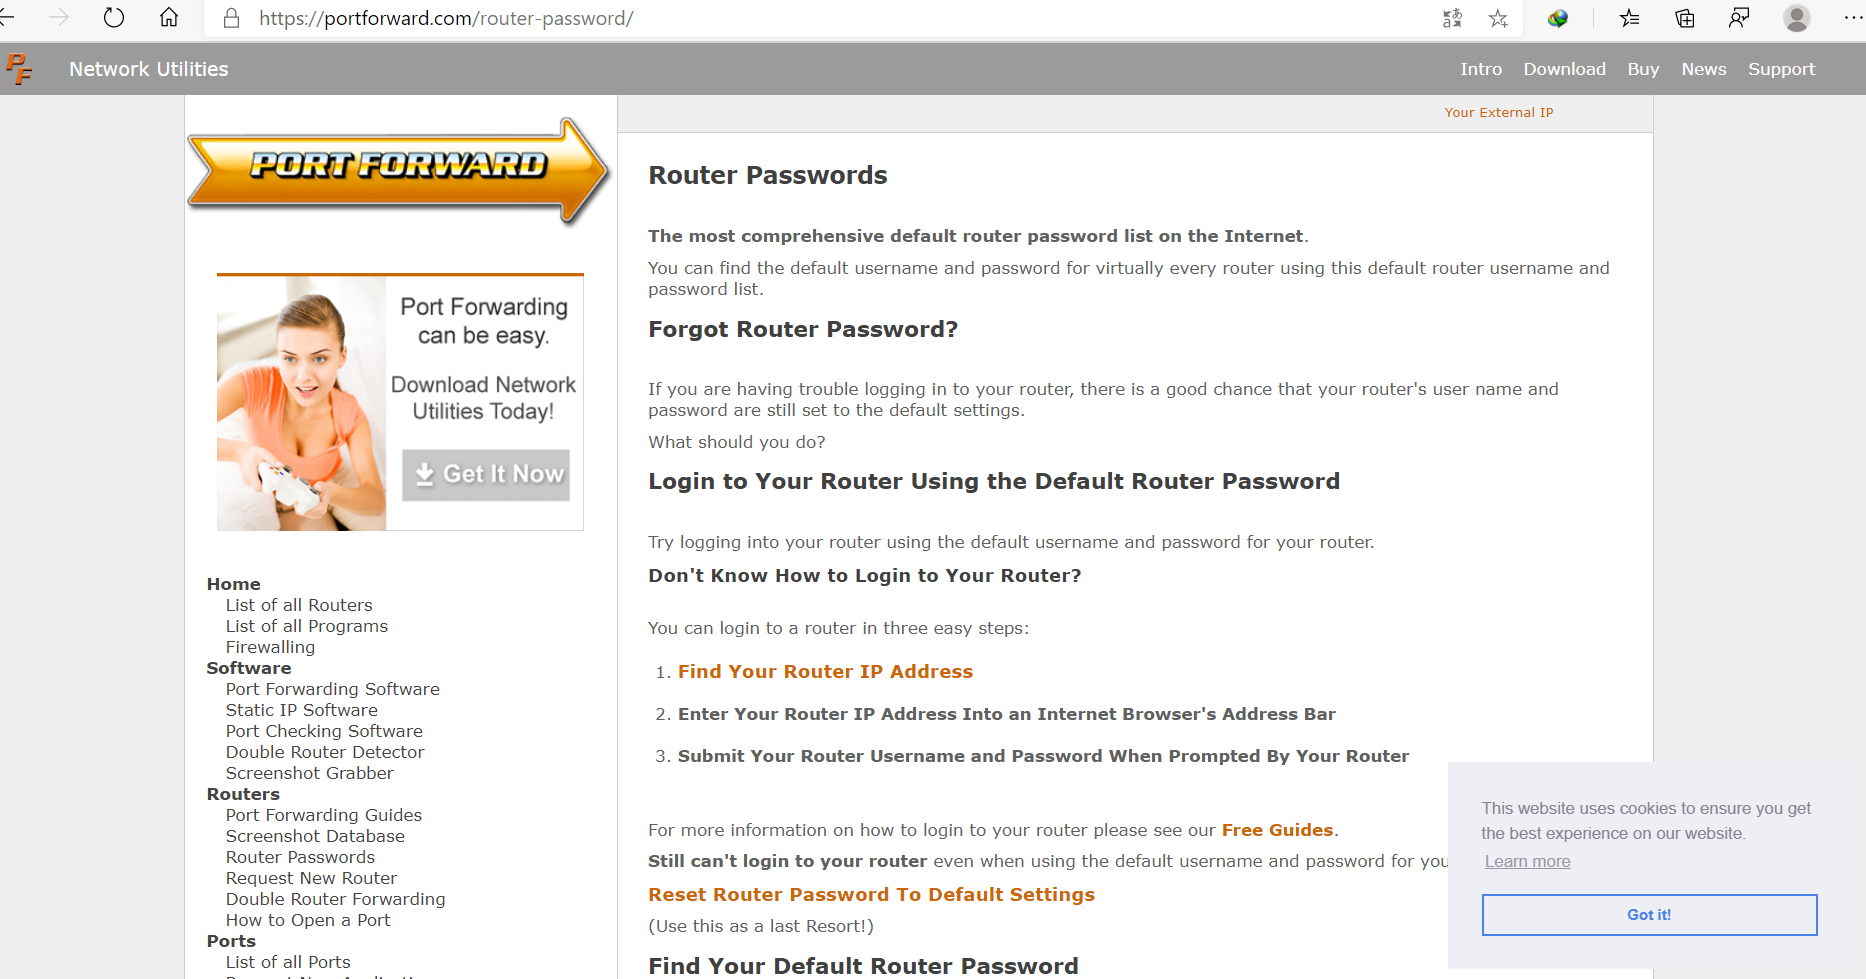 https://portforward.com/router-password/
PF
Network Utilities
Intro Download Buy News Support
Your External IP
PORT FORWARD
Port Forwarding
can be easy.
Download Network
Utilities Today!
Get It Now
Home
List of all Routers
List of all Programs
Firewalling
Software
Port Forwarding Software
Static IP Software
Port Checking Software
Double Router Detector
Screenshot Grabber
Routers
Port Forwarding Guides
Screenshot Database
Router Passwords
Request New Router
Double Router Forwarding
How to Open a Port
Ports
List of all Ports
Router Passwords
The most comprehensive default router password list on the Internet.
You can find the default username and password for virtually every router using this default router username and
password list.
Forgot Router Password?
If you are having trouble logging in to your router, there is a good chance that your router's user name and
password are still set to the default settings.
What should you do?
Login to Your Router Using the Default Router Password
Try logging into your router using the default username and password for your router.
Don't Know How to Login to Your Router?
You can login to a router in three easy steps:
1. Find Your Router IP Address
2. Enter Your Router IP Address Into an Internet Browser's Address Bar
3. Submit Your Router Username and Password When Prompted By Your Router
For more information on how to login to your router please see our Free Guides.
Still can't login to your router even when using the default username and password for you
Reset Router Password To Default Settings
(Use this as a last Resort!)
Find Your Default Router Password
This website uses cookies to ensure you get
the best experience on our website.
Learn more
Got it!